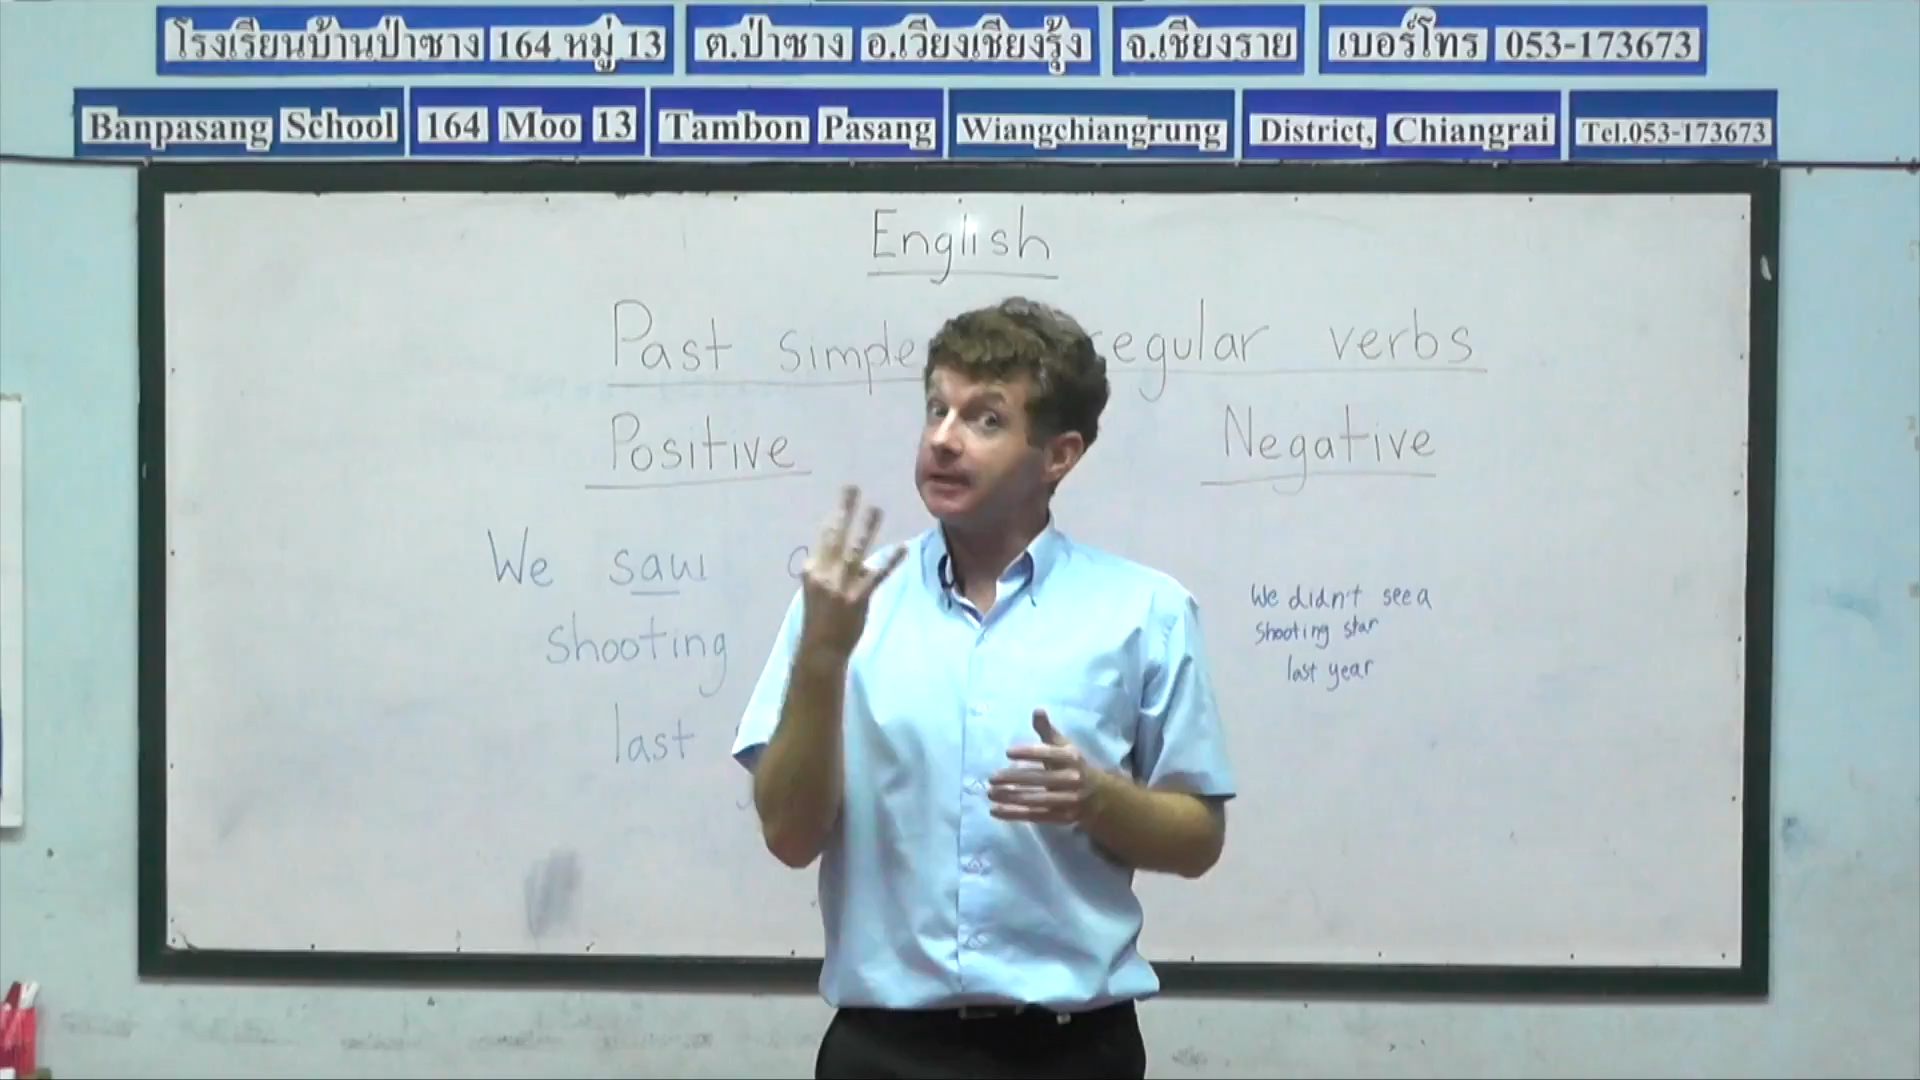 โรงเรียนบ้านป่าซาง 164 หมู่ 13 ต.ป่าซาง อ.เวียงเชียงรุ้ง จ.เชียงราย เบอร์โทร 053-173673
Banpasang School 164 Moo 13 Tambon Pasang Wiangchiangrung District, Chiangrai Tel.053-173673
English
Past simple regular verbs
Positive Negative
We saw
shooting
last
We didn't see a
shooting star
last year